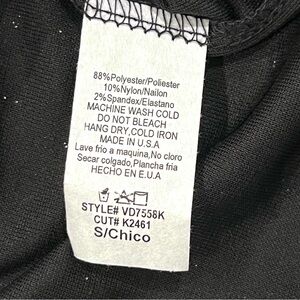 88%Polyester/Poliester
10%Nylon/Nailon
2%Spandex/Elastano
MACHINE WASH COLD
DO NOT BLEACH
HANG DRY,COLD IRON
MADE IN U.S.A
Lave frio a maquina,No cloro
Secar colgado,Plancha fria
HECHO EN E.U.A
STYLE# VD7558K
CUT# K2461
S/Chico